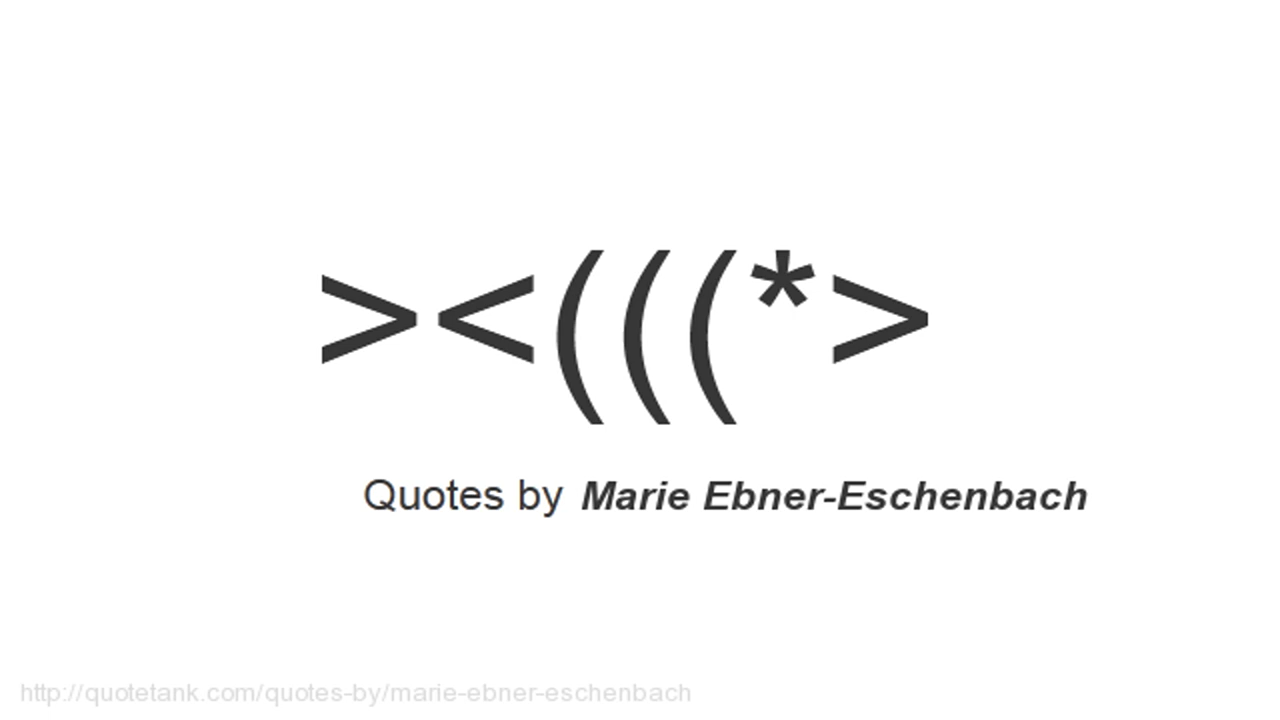 ><(((*>
Quotes by Marie Ebner-Eschenbach
http://quotetank.com/quotes-by/marie-ebner-eschenbach